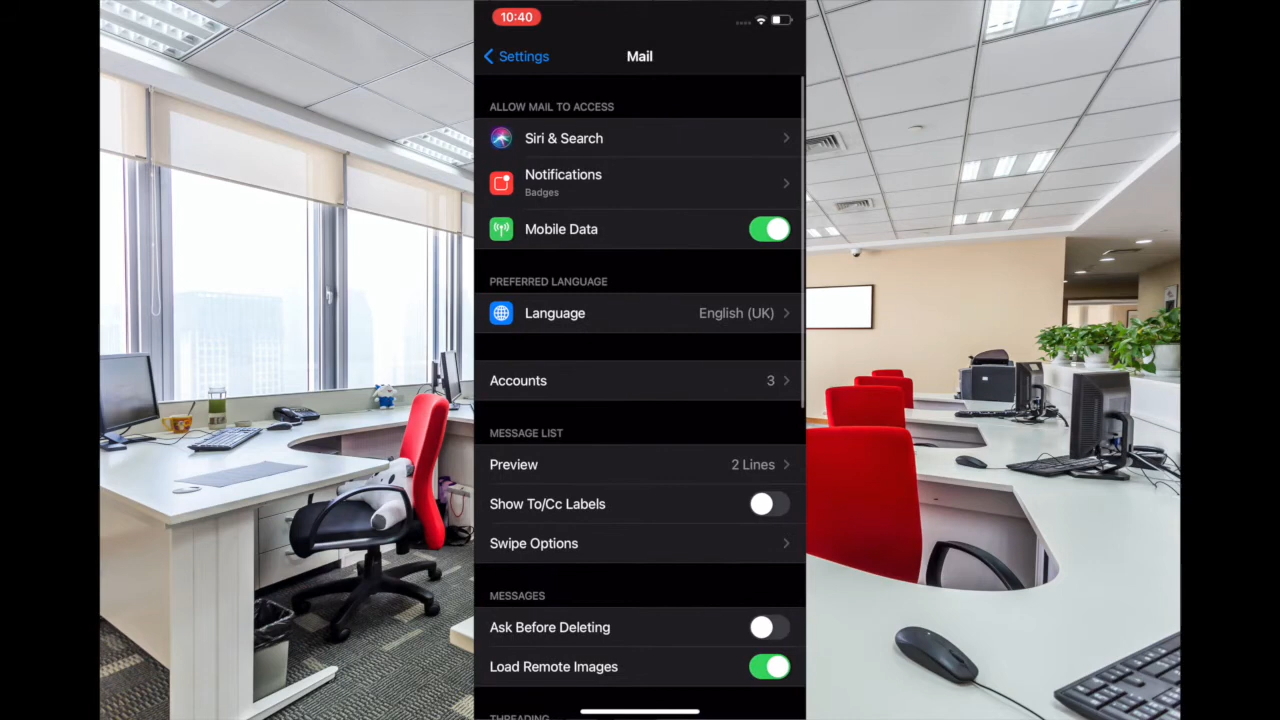 10:40
Settings
Mail
ALLOW MAIL TO ACCESS
Siri & Search
Notifications
Badges
Mobile Data
PREFERRED LANGUAGE
Language English (UK)
Accounts 3
MESSAGE LIST
Preview 2 Lines
Show To/Cc Labels
Swipe Options
MESSAGES
Ask Before Deleting
Load Remote Images
THREADING